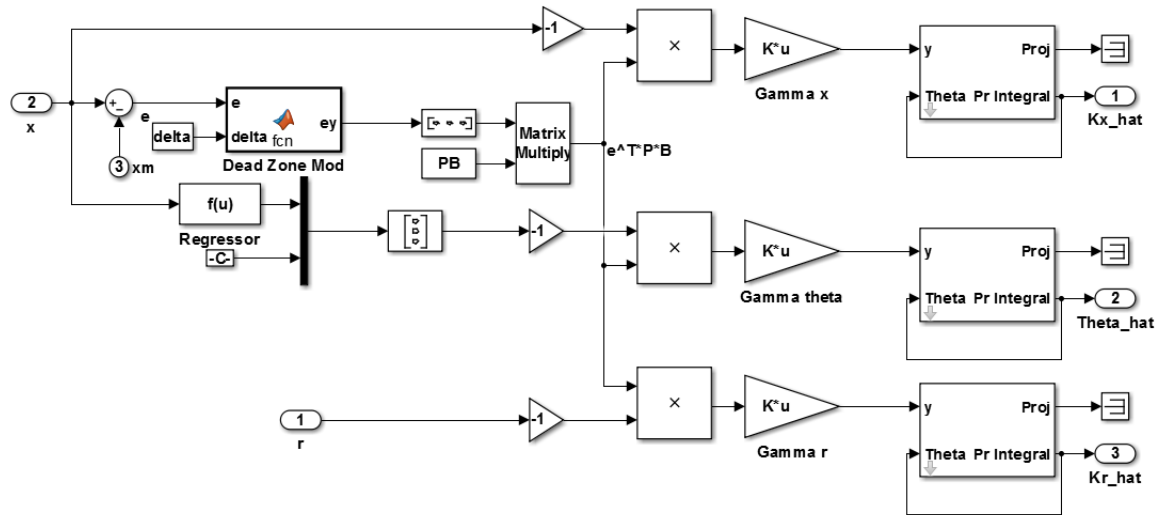 -1
×
K*u
Gamma x
y
Proj
Theta Pr Integral
1
Kx_hat
2
x
+
-
e
3
xm
delta
e
delta
ey
fcn
Dead Zone Mod
PB
Matrix
Multiply
e^T*P*B
f(u)
Regressor
-C-
-1
×
K*u
Gamma theta
y
Proj
Theta Pr Integral
2
Theta_hat
1
r
-1
×
K*u
Gamma r
y
Proj
Theta Pr Integral
3
Kr_hat